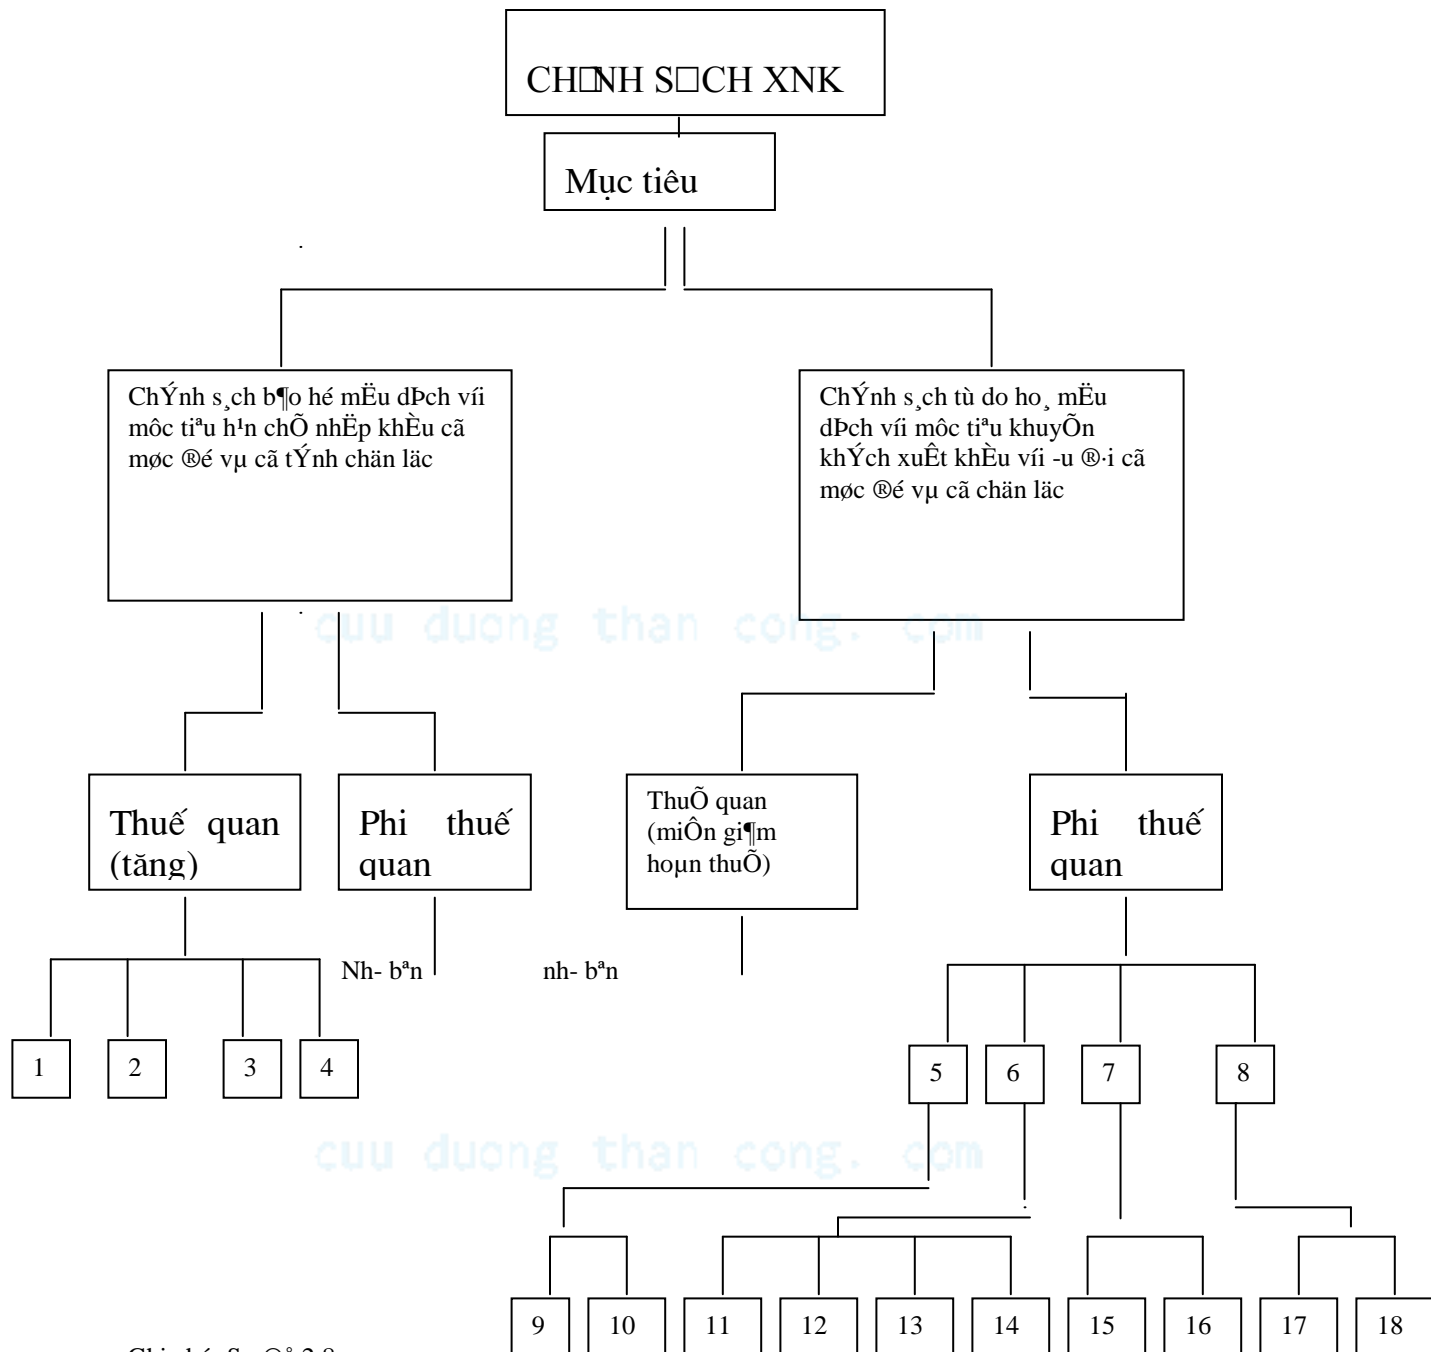 CH□NH S□CH XNK
Mục tiêu
ChÝnh s¸ch b¶o hé mËu dÞch víi
môc tiªu h¹n chÕ nhËp khÈu cã
møc ®é vµ cã tÝnh chän läc
ChÝnh s¸ch tù do ho¸ mËu
dÞch víi môc tiªu khuyÕn
khÝch xuÊt khÈu víi -u ®·i cã
møc ®é vµ cã chän läc
cuu duong than cong. com
Thuế quan
(tăng)
Phi thuế
quan
ThuÕ quan
(miÔn gi¶m
hoµn thuÕ)
Phi thuế
quan
Nh- bªn
nh- bªn
1
2
3
4
5
6
7
8
cuu duong than cong. com
9
10
11
12
13
14
15
16
17
18